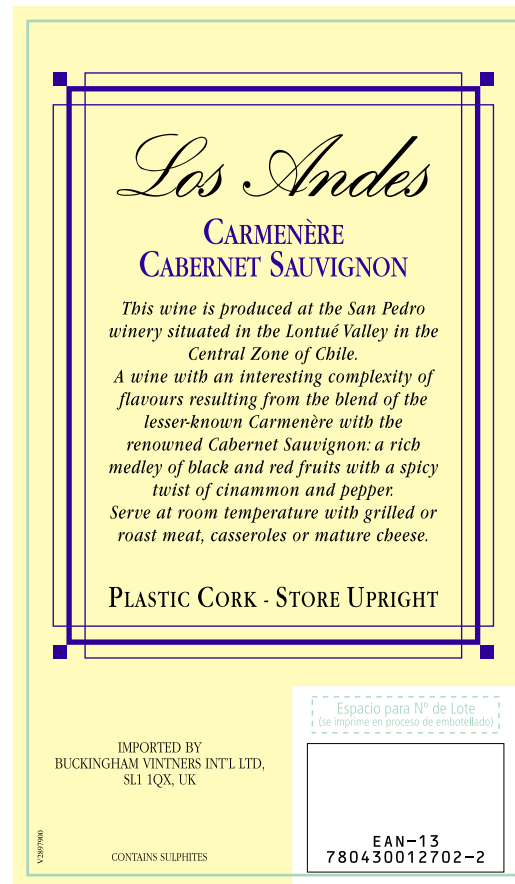 Los Andes
CARMENÈRE
CABERNET SAUVIGNON
This wine is produced at the San Pedro
winery situated in the Lontué Valley in the
Central Zone of Chile.
A wine with an interesting complexity of
flavours resulting from the blend of the
lesser-known Carmenère with the
renowned Cabernet Sauvignon: a rich
medley of black and red fruits with a spicy
twist of cinammon and pepper.
Serve at room temperature with grilled or
roast meat, casseroles or mature cheese.
PLASTIC CORK - STORE UPRIGHT
Espacio para Nº de Lote
(se imprime en proceso de embotellado)
IMPORTED BY
BUCKINGHAM VINTNERS INT'L LTD,
SL1 1QX, UK
EAN-13
780430012702-2
V2897900
CONTAINS SULPHITES